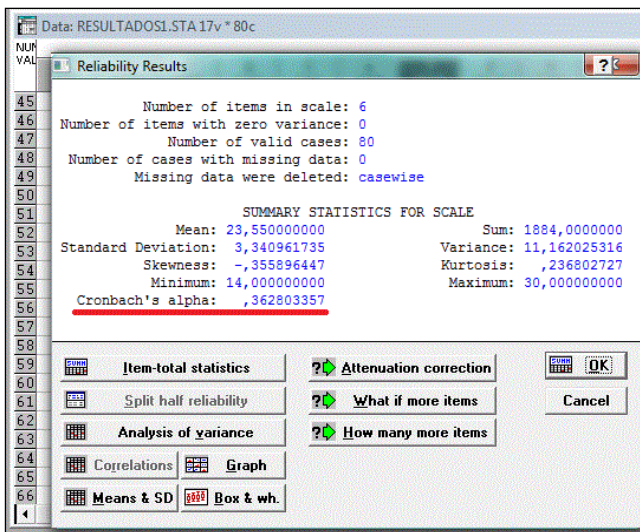 Data: RESULTADOS1.STA 17v * 80c
NUM
VAL
Reliability Results
?
45
46
47
48
49
50
51
52
53
54
55
56
57
58
59
60
61
62
63
64
65
66
Number of items in scale: 6
Number of items with zero variance: 0
Number of valid cases: 80
Number of cases with missing data: 0
Missing data were deleted: casewise
SUMMARY STATISTICS FOR SCALE
Mean: 23,550000000 Sum: 1884,0000000
Standard Deviation: 3,340961735 Variance: 11,162025316
Skewness: -,355896447 Kurtosis: ,236802727
Minimum: 14,000000000 Maximum: 30,000000000
Cronbach's alpha: ,362803357
Item-total statistics ? Attenuation correction OK
Split half reliability ? What if more items Cancel
Analysis of variance ? How many more items
Correlations Graph
Means & SD Box & wh.